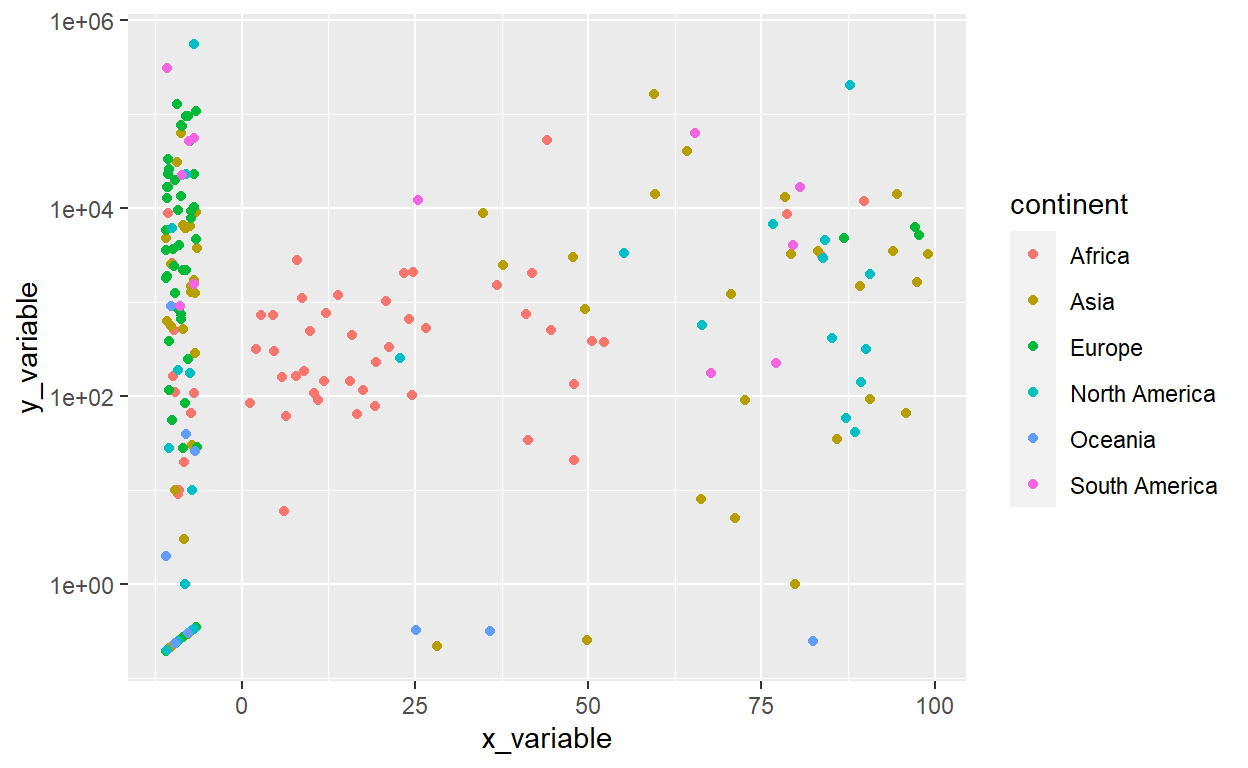 1e+06
1e+04
1e+02
1e+00
y_variable
0 25 50 75 100
x_variable
continent
Africa
Asia
Europe
North America
Oceania
South America